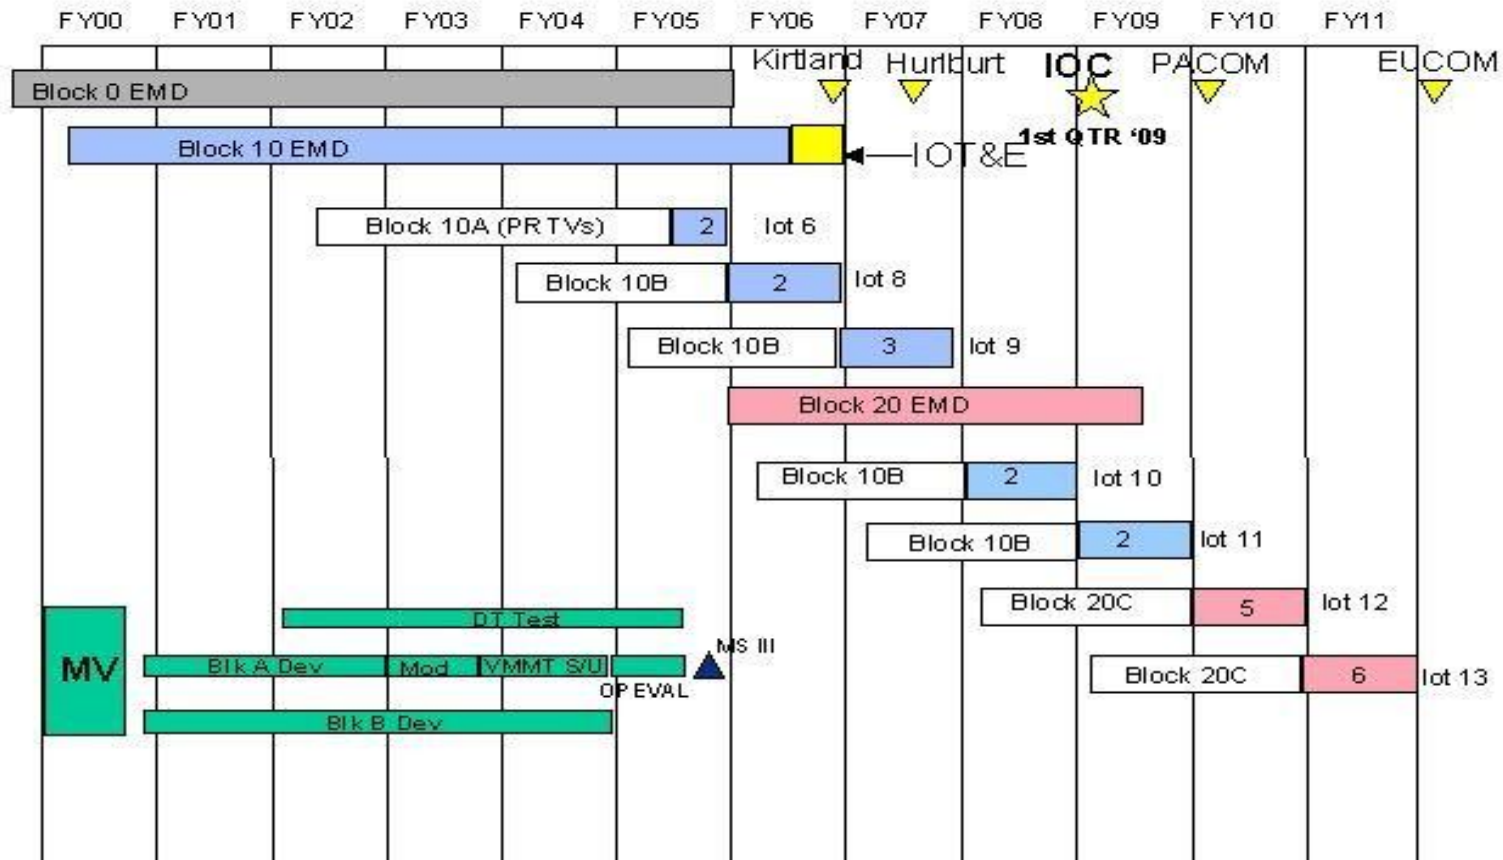 FY00 FY01 FY02 FY03 FY04 FY05 FY06 FY07 FY08 FY09 FY10 FY11
Kirtland Hurlburt IOC PACOM EUCOM
Block 0 EMD
1st QTR ‘09
Block 10 EMD
IOT&E
Block 10A (PRTVs) 2 lot 6
Block 10B 2 lot 8
Block 10B 3 lot 9
Block 20 EMD
Block 10B 2 lot 10
Block 10B 2 lot 11
Block 20C 5 lot 12
DT Test
MS III
MV
Blk A Dev Mod VMMT S/U
Block 20C 6 lot 13
OPEVAL
Blk B Dev